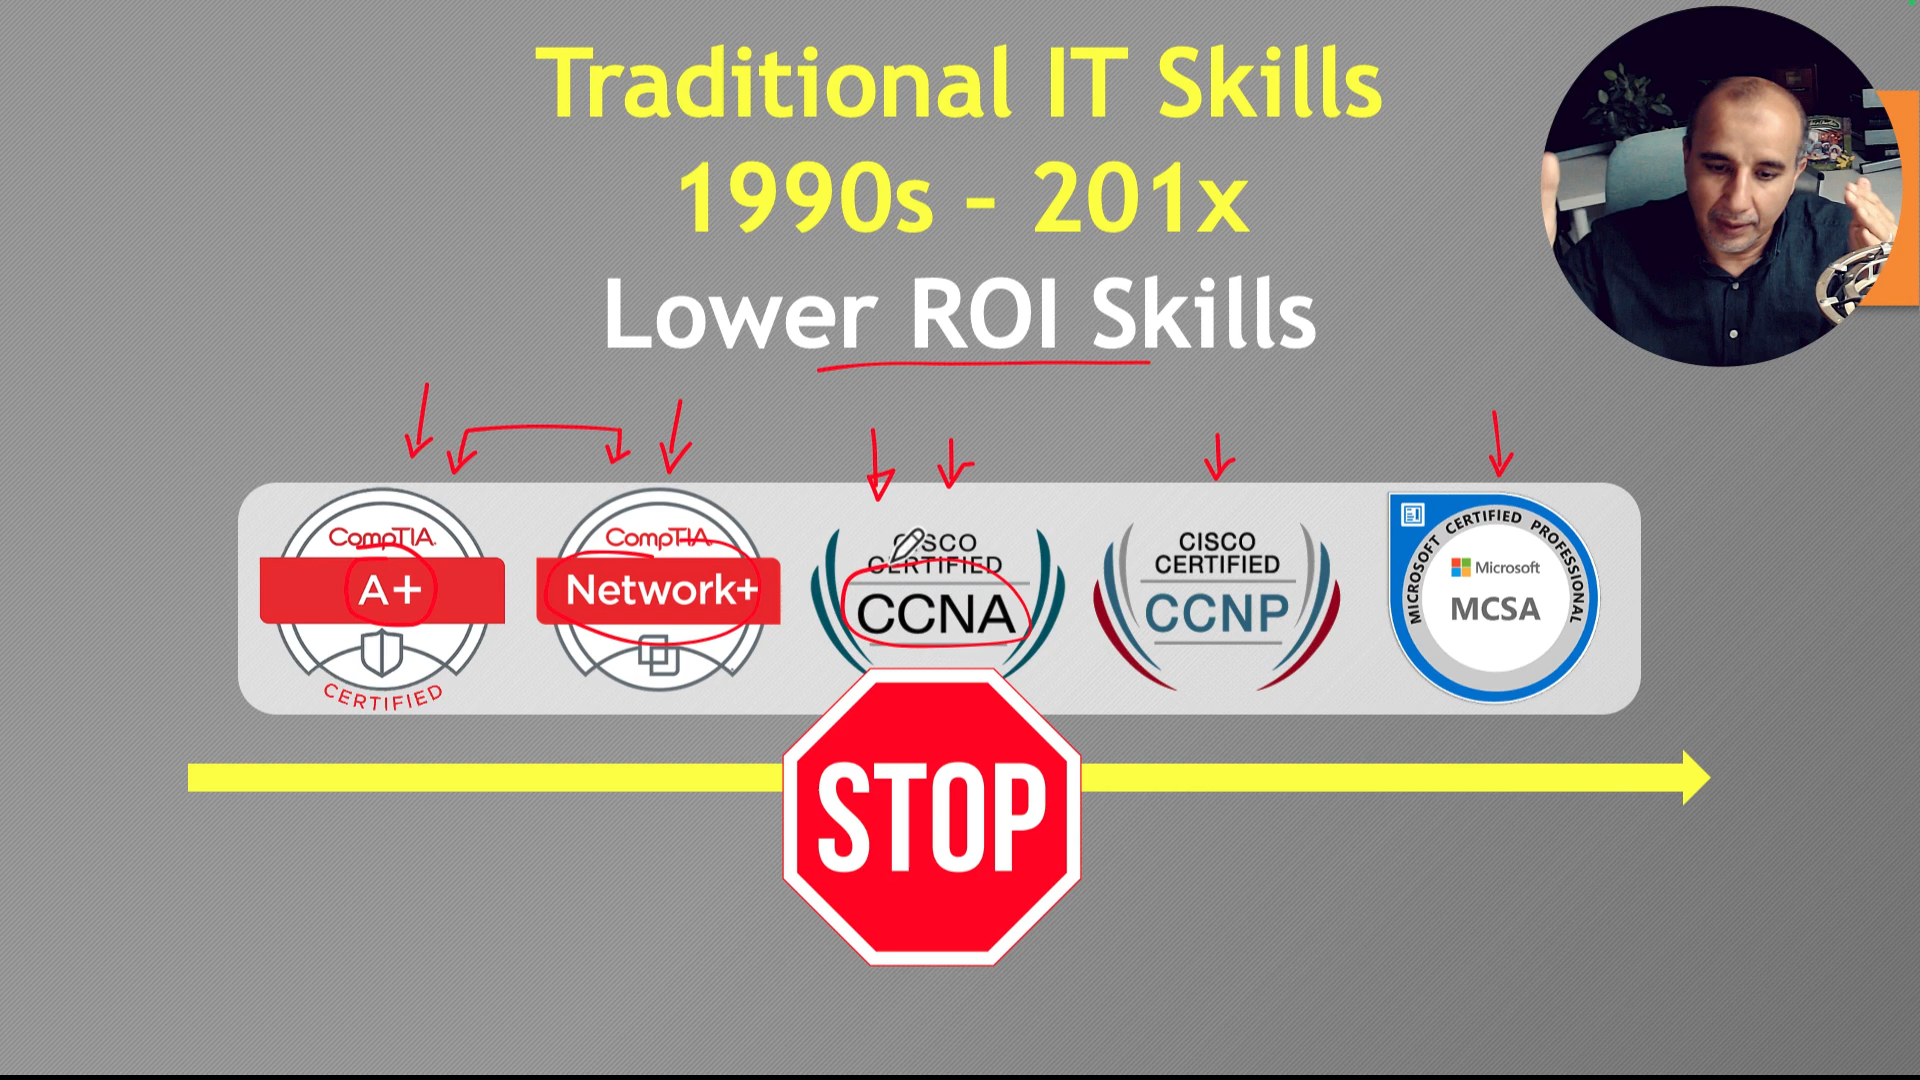 Traditional IT Skills
1990s – 201x
Lower ROI Skills
CompTIA
A+
CERTIFIED
CompTIA
Network+
CISCO
CERTIFIED
CCNA
CISCO
CERTIFIED
CCNP
MICROSOFT CERTIFIED PROFESSIONAL
Microsoft
MCSA
STOP